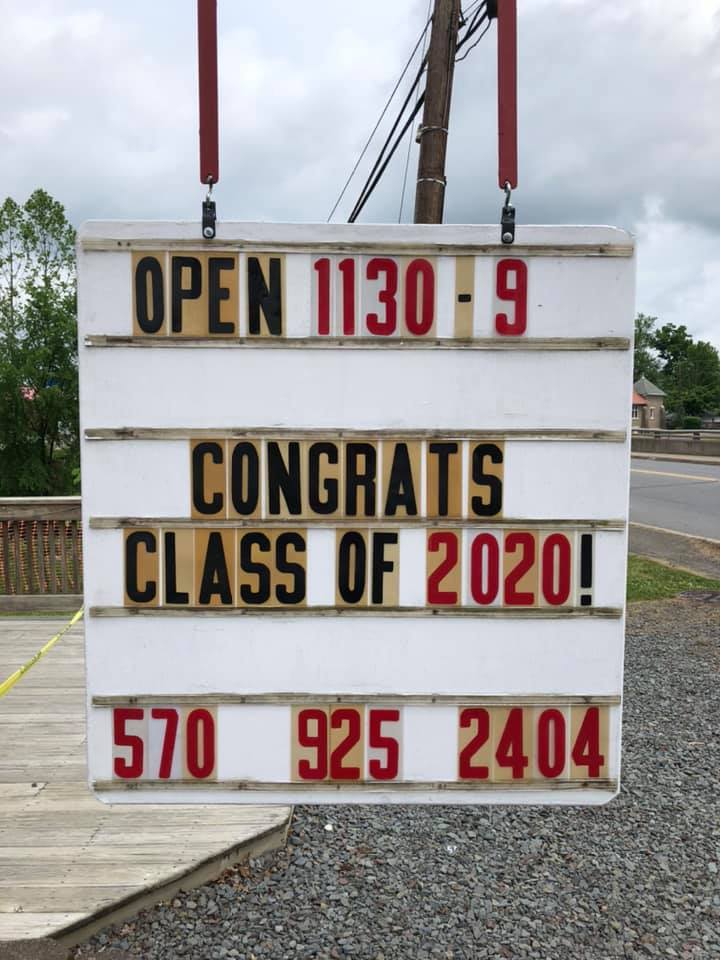 OPEN 1130-9
CONGRATS
CLASS OF 2020!
570 925 2404